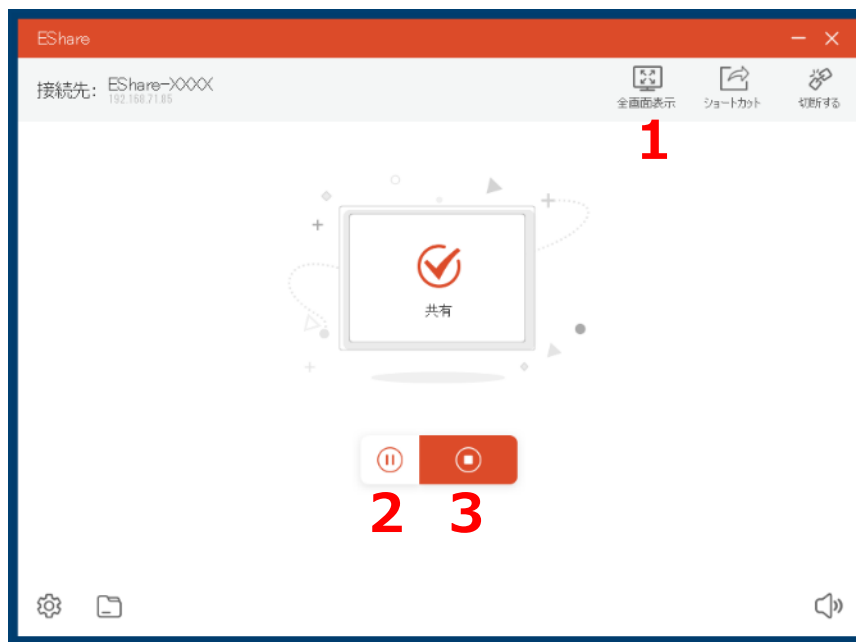 EShare
接続先: EShare-XXXX
192.168.71.85
全画面表示
ショートカット
切断する
1
共有
2 3